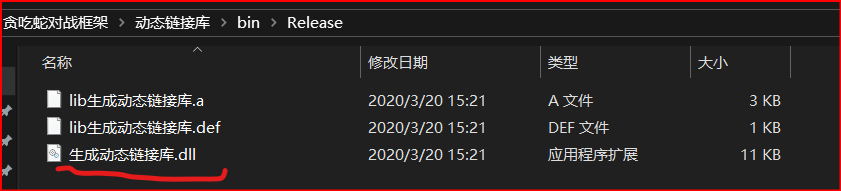 贪吃蛇对战框架 > 动态链接库 > bin > Release
名称 修改日期 类型 大小
lib生成动态链接库.a 2020/3/20 15:21 A 文件 3 KB
lib生成动态链接库.def 2020/3/20 15:21 DEF 文件 1 KB
生成动态链接库.dll 2020/3/20 15:21 应用程序扩展 11 KB